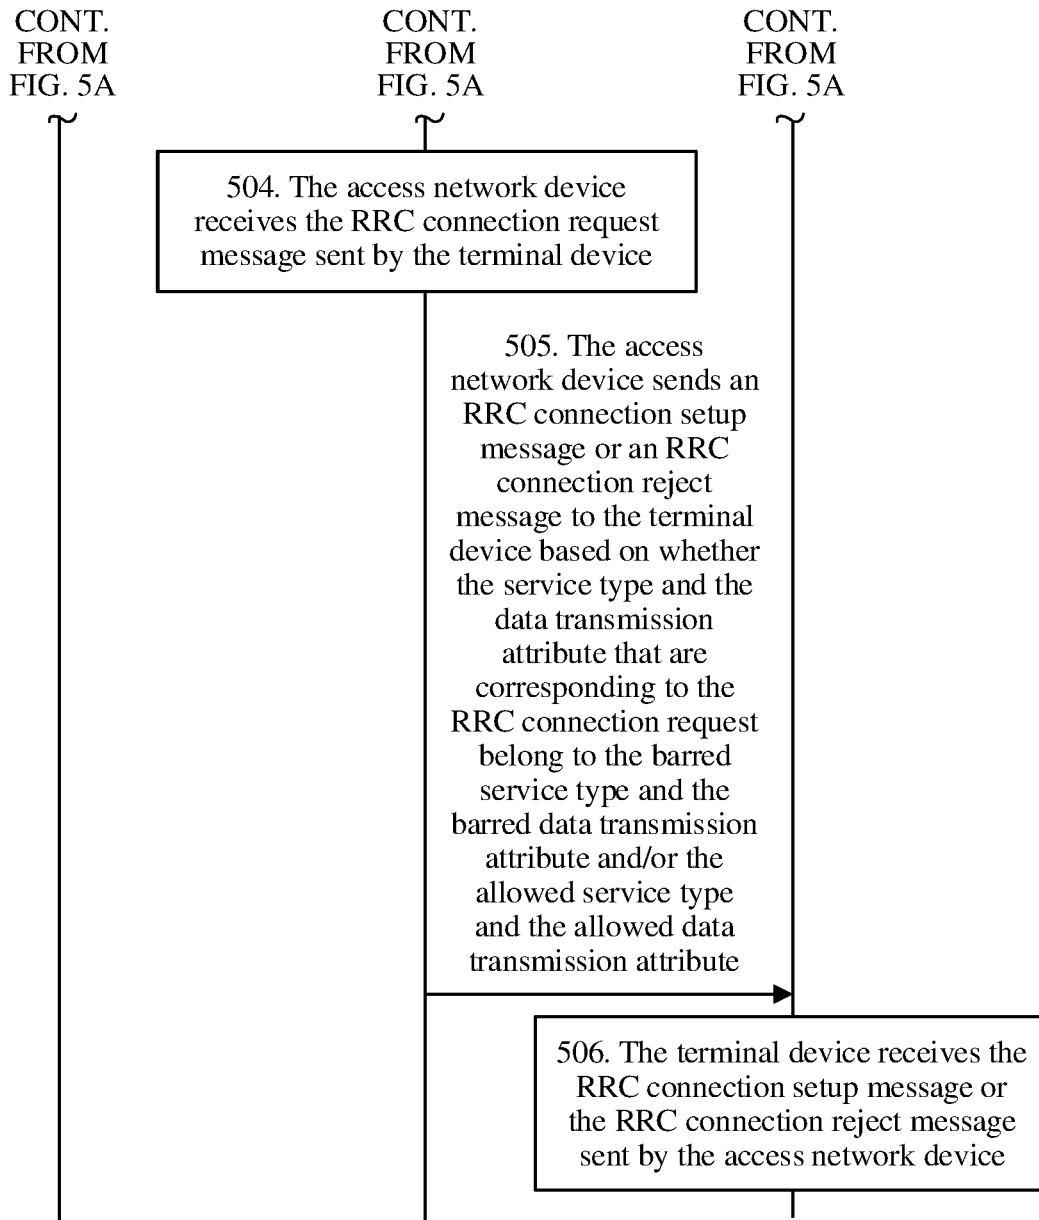 CONT.
FROM
FIG. 5A
CONT.
FROM
FIG. 5A
CONT.
FROM
FIG. 5A
504. The access network device
receives the RRC connection request
message sent by the terminal device
505. The access
network device sends an
RRC connection setup
message or an RRC
connection reject
message to the terminal
device based on whether
the service type and the
data transmission
attribute that are
corresponding to the
RRC connection request
belong to the barred
service type and the
barred data transmission
attribute and/or the
allowed service type
and the allowed data
transmission attribute
506. The terminal device receives the
RRC connection setup message or
the RRC connection reject message
sent by the access network device